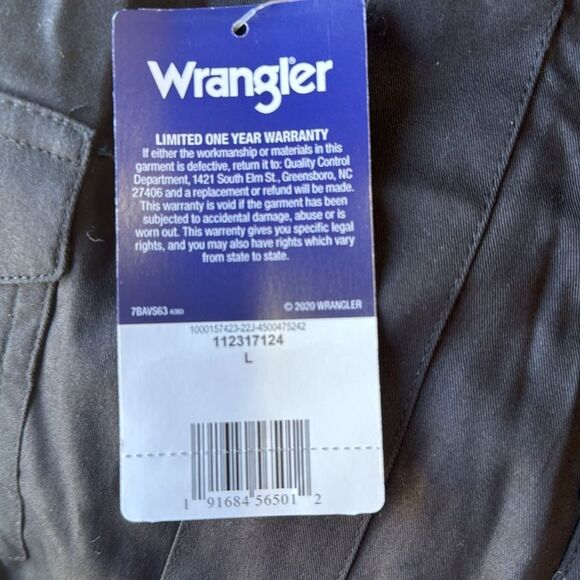 Wrangler
LIMITED ONE YEAR WARRANTY
If either the workmanship or materials in this
garment is defective, return it to: Quality Control
Department, 1421 South Elm St., Greensboro, NC
27406 and a replacement or refund will be made.
This warranty is void if the garment has been
subjected to accidental damage, abuse or is
worn out. This warrenty gives you specific legal
rights, and you may also have rights which vary
from state to state.
7BAVS63 A080 © 2020 WRANGLER
1000157423-22J-4500475242
112317124
L
1 91684 56501 2